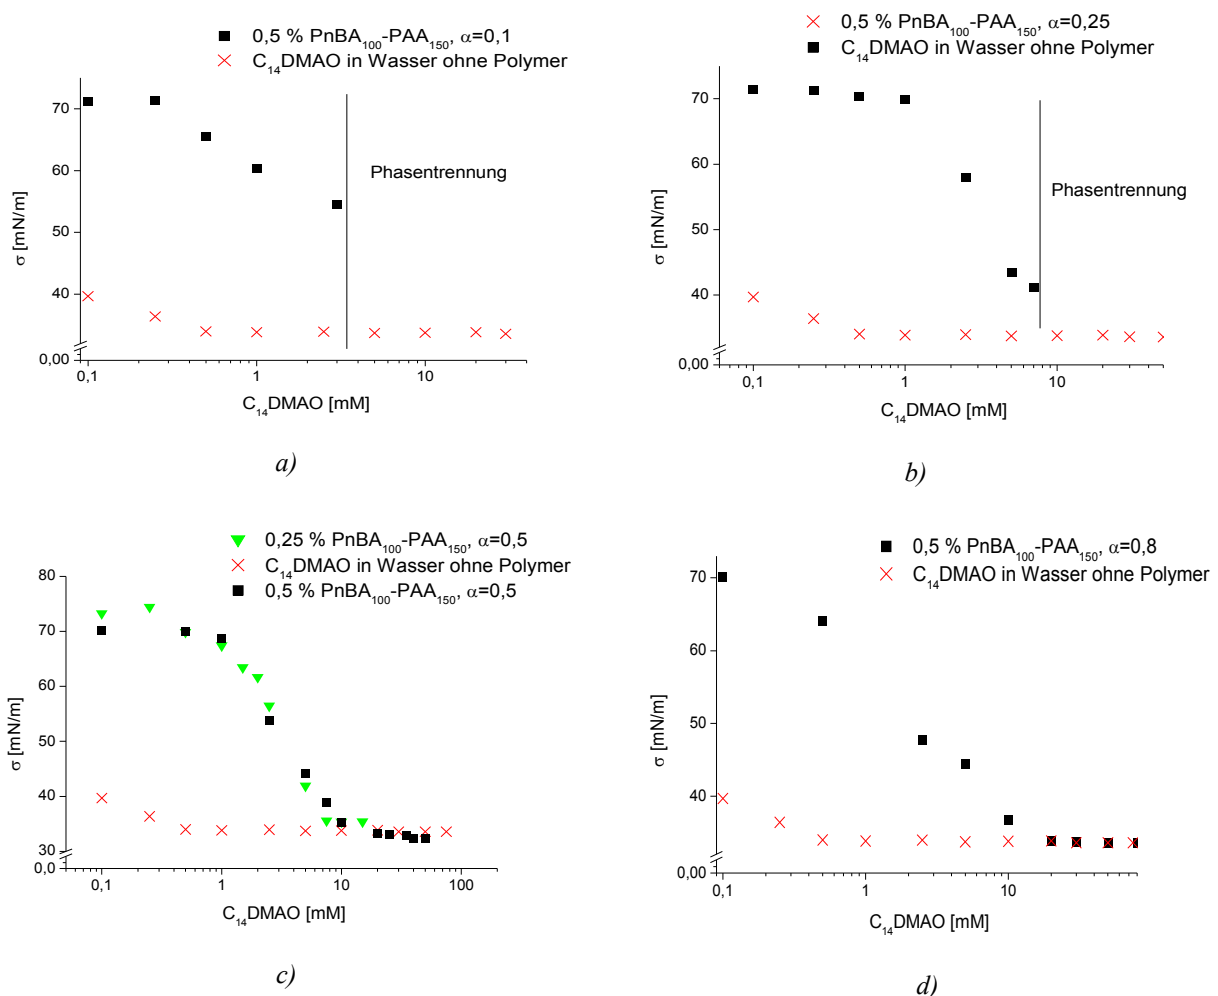 0,5 % PnBA₁₀₀-PAA₁₅₀, α=0,1
C₁₄DMAO in Wasser ohne Polymer
70
60
50
40
0,00
σ [mN/m]
Phasentrennung
0,1
1
10
C₁₄DMAO [mM]
a)
0,5 % PnBA₁₀₀-PAA₁₅₀, α=0,25
C₁₄DMAO in Wasser ohne Polymer
70
60
50
40
0,00
σ [mN/m]
Phasentrennung
0,1
1
10
C₁₄DMAO [mM]
b)
0,25 % PnBA₁₀₀-PAA₁₅₀, α=0,5
C₁₄DMAO in Wasser ohne Polymer
0,5 % PnBA₁₀₀-PAA₁₅₀, α=0,5
80
70
60
50
40
30
0,0
σ [mN/m]
0,1
1
10
100
C₁₄DMAO [mM]
c)
0,5 % PnBA₁₀₀-PAA₁₅₀, α=0,8
C₁₄DMAO in Wasser ohne Polymer
70
60
50
40
0,00
σ [mN/m]
0,1
1
10
C₁₄DMAO [mM]
d)